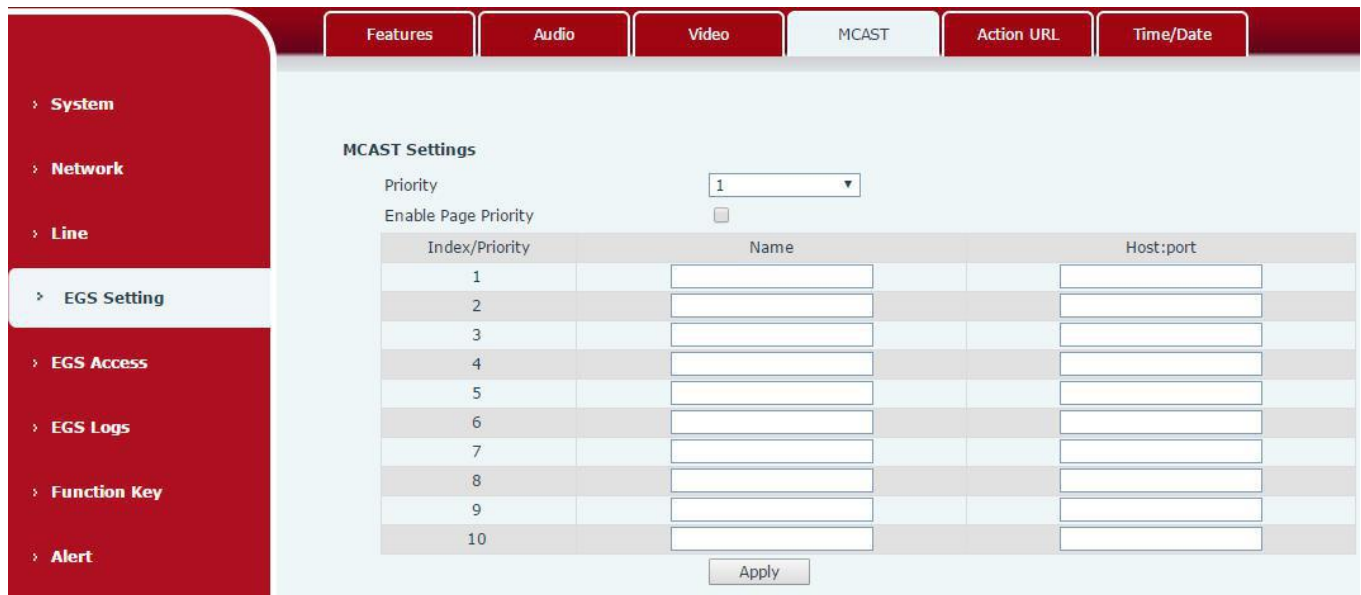 Features Audio Video MCAST Action URL Time/Date
System
Network
Line
EGS Setting
EGS Access
EGS Logs
Function Key
Alert
MCAST Settings
Priority 1
Enable Page Priority
Index/Priority Name Host:port
1
2
3
4
5
6
7
8
9
10
Apply